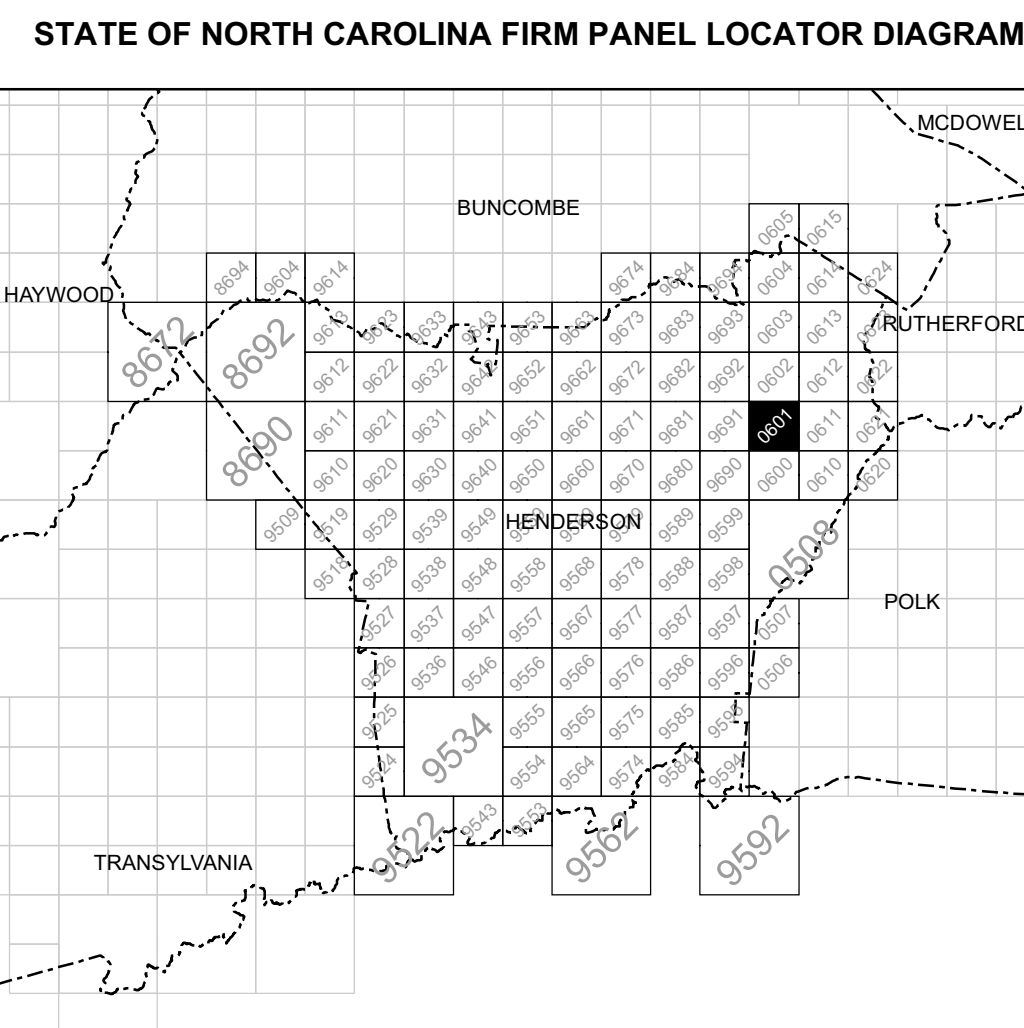 STATE OF NORTH CAROLINA FIRM PANEL LOCATOR DIAGRAM
MCDOWEL
BUNCOMBE
0605 0615
8694 9604 9614 9674 9684 9694 0604 0614 0624
HAYWOOD
8672 8692 9613 9623 9633 9643 9653 9663 9673 9683 9693 0603 0613
RUTHERFORD
9612 9622 9632 9642 9652 9662 9672 9682 9692 0602 0612 0622
8690 9611 9621 9631 9641 9651 9661 9671 9681 9691 0601 0611 0621
9610 9620 9630 9640 9650 9660 9670 9680 9690 0600 0610 0620
9509 9519 9529 9539 9549 9589 9599
HENDERSON
0508
9518 9528 9538 9548 9558 9568 9578 9588 9598
POLK
9527 9537 9547 9557 9567 9577 9587 9597 0507
9526 9536 9546 9556 9566 9576 9586 9596 0506
9525 9534 9555 9565 9575 9585 9595
9524 9554 9564 9574 9584 9594
9522 9543 9553 9562 9592
TRANSYLVANIA